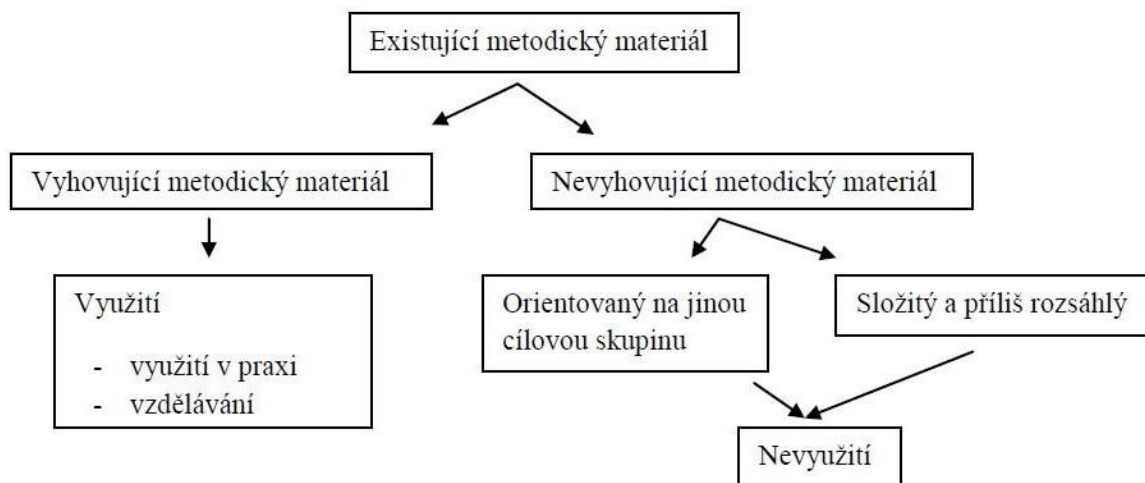 Existující metodický materiál
Vyhovující metodický materiál
Nevyhovující metodický materiál
Využití
- využití v praxi
- vzdělávání
Orientovaný na jinou
cílovou skupinu
Složitý a příliš rozsáhlý
Nevyužití